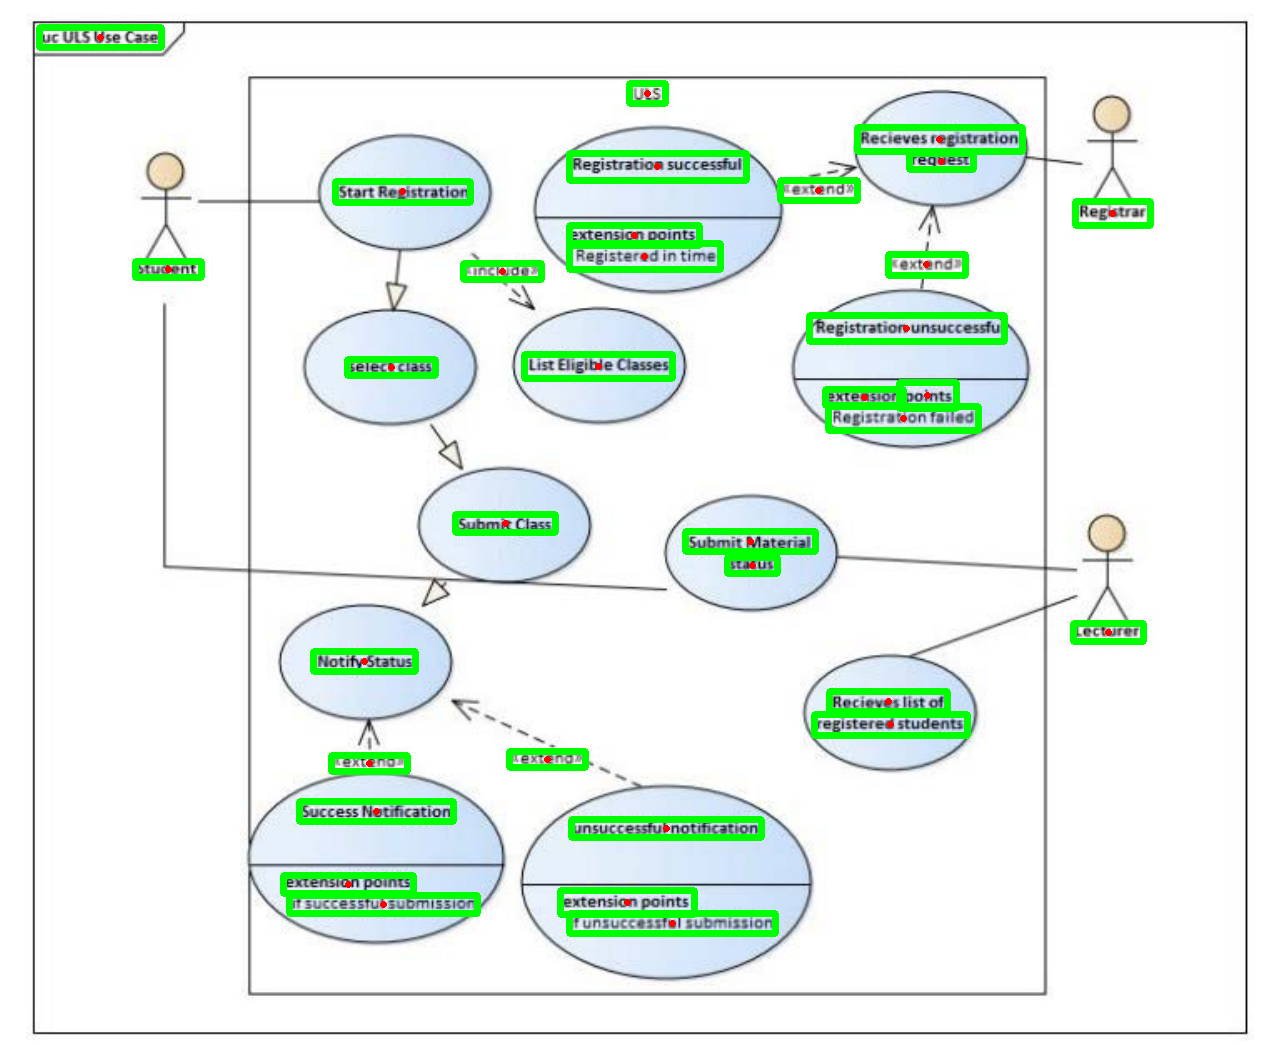 uc ULS Use Case
ULS
Recieves registration
request
Registration successful
Start Registration
«extend»
Registrar
extension points
Registered in time
Student
«include»
«extend»
Registration unsuccessfu
List Eligible Classes
select class
extension points
Registration failed
Submit Class
Submit Material
status
Lecturer
Notify Status
Recieves list of
registered students
«extend»
«extend»
Success Notification
unsuccessful notification
extension points
if successful submission
extension points
if unsuccessful submission